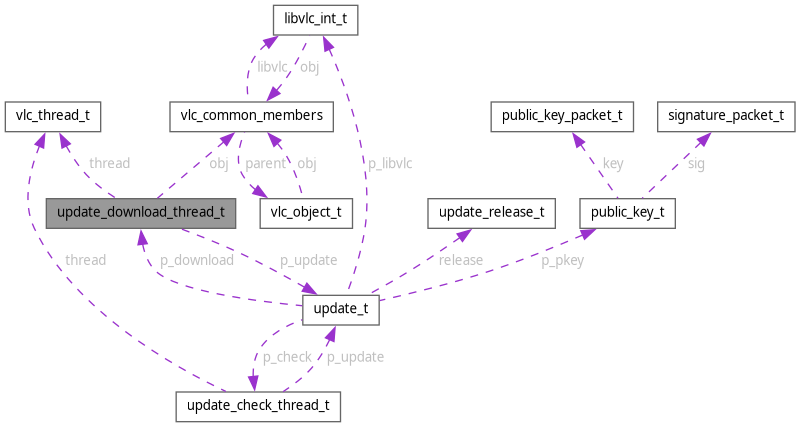 libvlc_int_t
libvlc
obj
vlc_thread_t
vlc_common_members
public_key_packet_t
signature_packet_t
thread
obj
parent
obj
p_libvlc
key
sig
update_download_thread_t
vlc_object_t
update_release_t
public_key_t
thread
p_download
p_update
release
p_pkey
update_t
p_check
p_update
update_check_thread_t